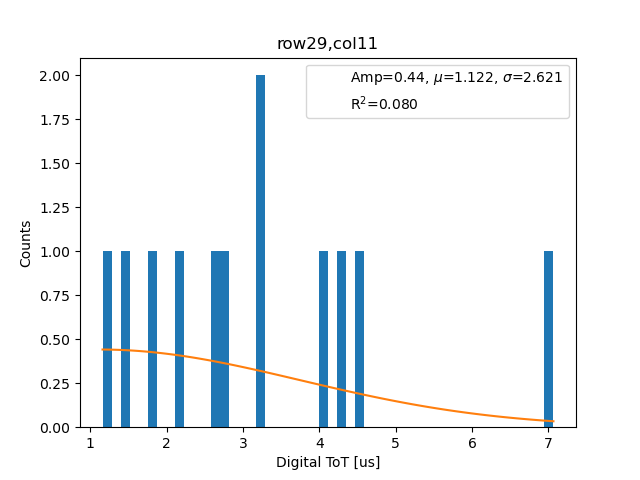 row29,col11
Amp=0.44, μ=1.122, σ=2.621
R²=0.080
Counts
2.00
1.75
1.50
1.25
1.00
0.75
0.50
0.25
0.00
1 2 3 4 5 6 7
Digital ToT [us]